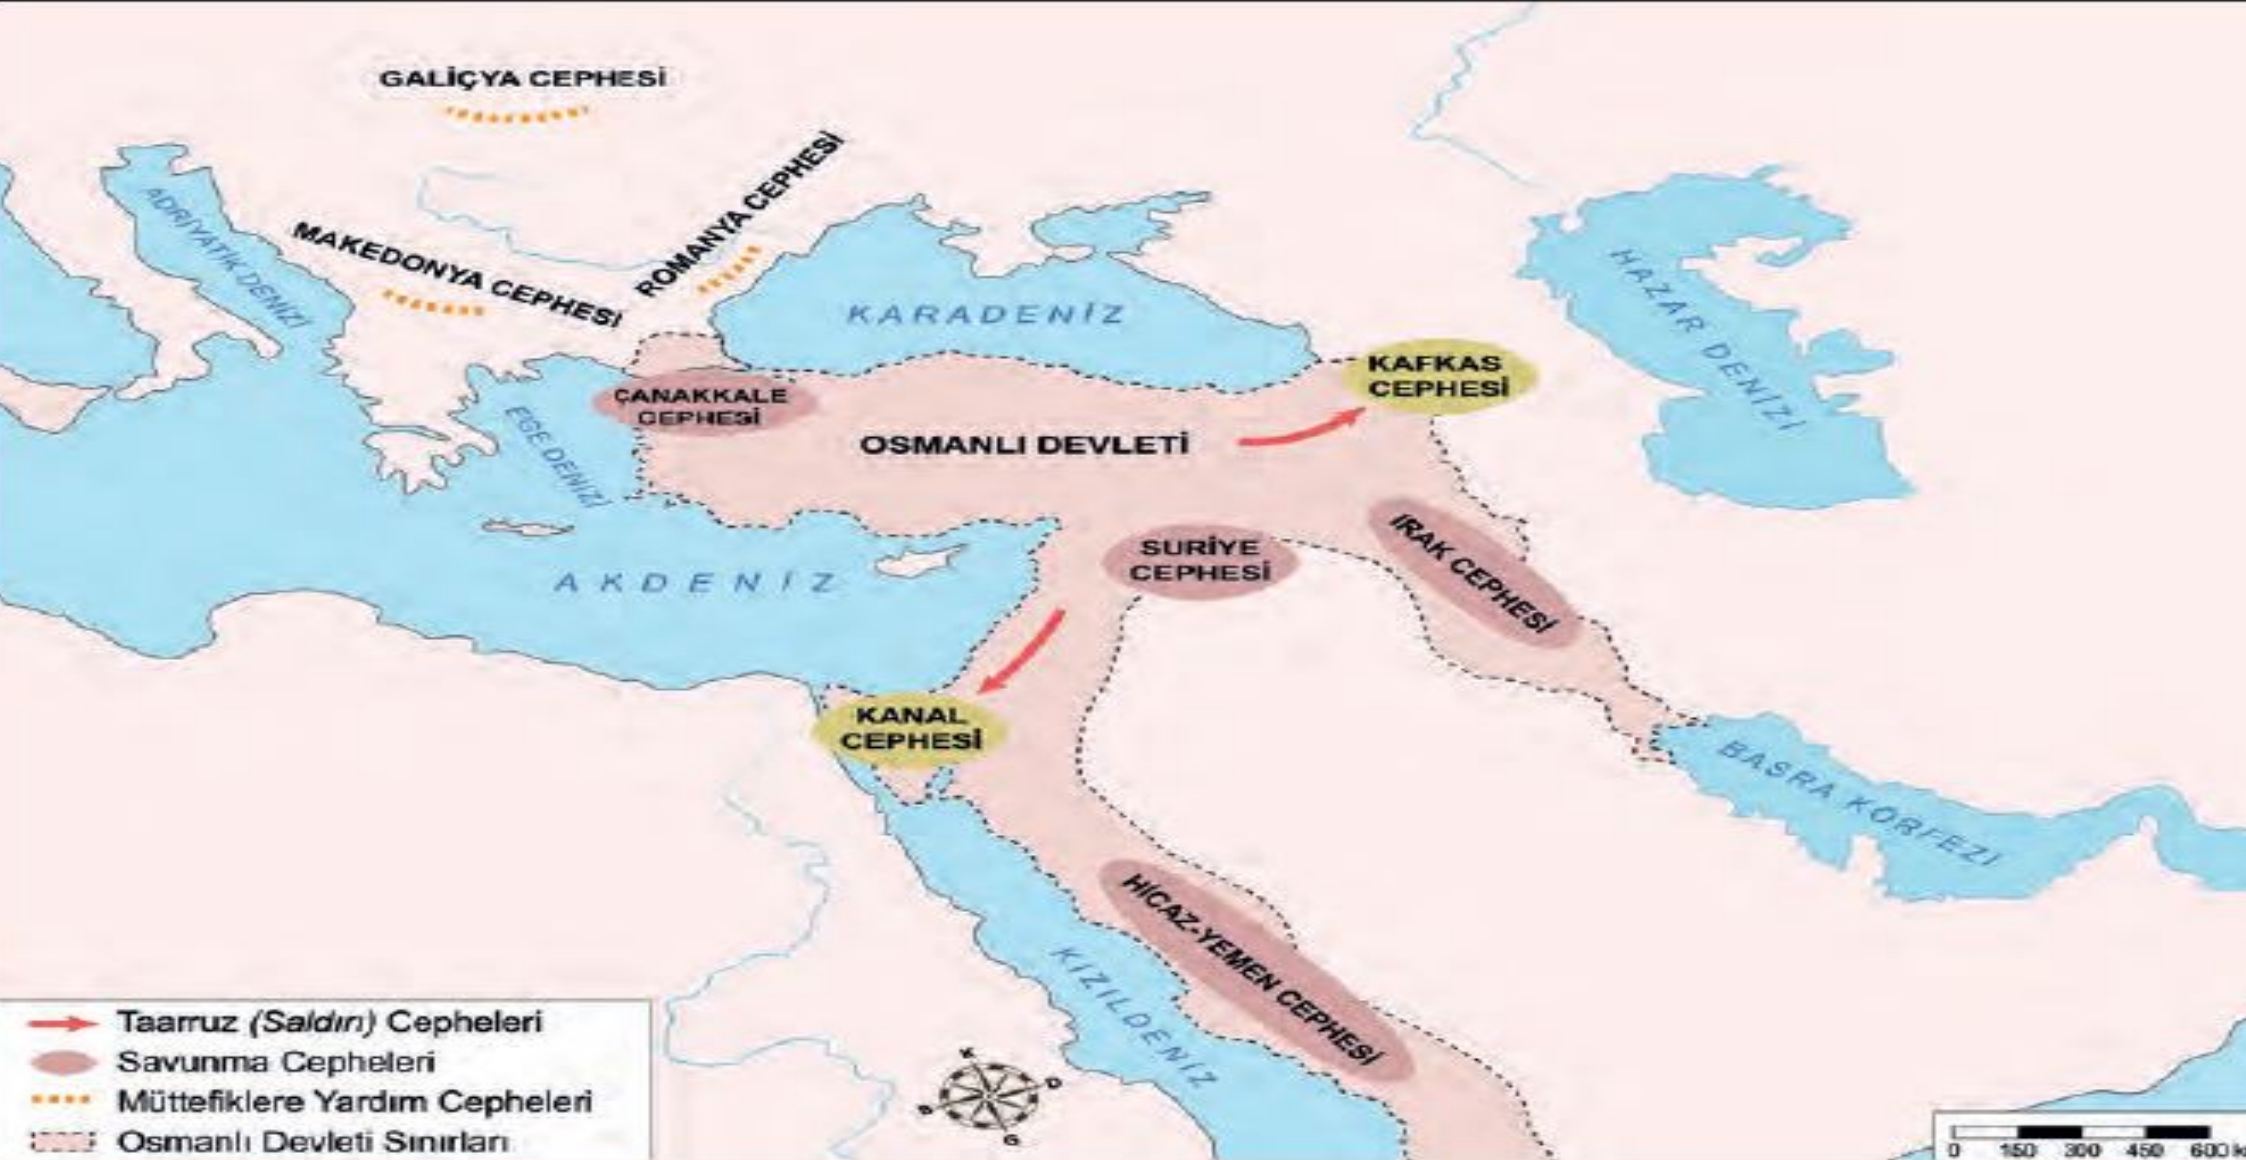 GALİÇYA CEPHESİ
ROMANYA CEPHESİ
MAKEDONYA CEPHESİ
ADRİYATİK DENİZİ
HAZAR DENİZİ
KARADENİZ
KAFKAS
CEPHESİ
ÇANAKKALE
CEPHESİ
EGE DENİZİ
OSMANLI DEVLETİ
IRAK CEPHESİ
SURİYE
CEPHESİ
AKDENİZ
KANAL
CEPHESİ
BASRA KÖRFEZİ
HİCAZ-YEMEN CEPHESİ
KIZILDENİZ
Taarruz (Saldırı) Cepheleri
Savunma Cepheleri
Müttefiklere Yardım Cepheleri
Osmanlı Devleti Sınırları
K
D
B
G
0 150 300 450 600 k